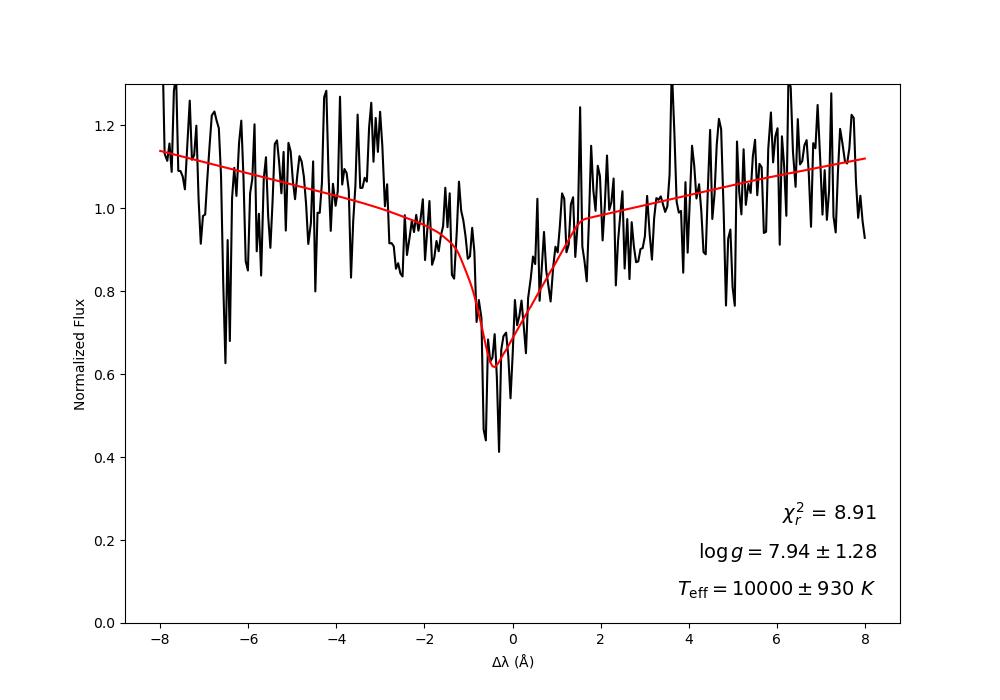 1.2
1.0
0.8
0.6
0.4
0.2
0.0
Normalized Flux
χ²ᵣ = 8.91
log g = 7.94 ± 1.28
T_eff = 10000 ± 930 K
−8 −6 −4 −2 0 2 4 6 8
Δλ (Å)